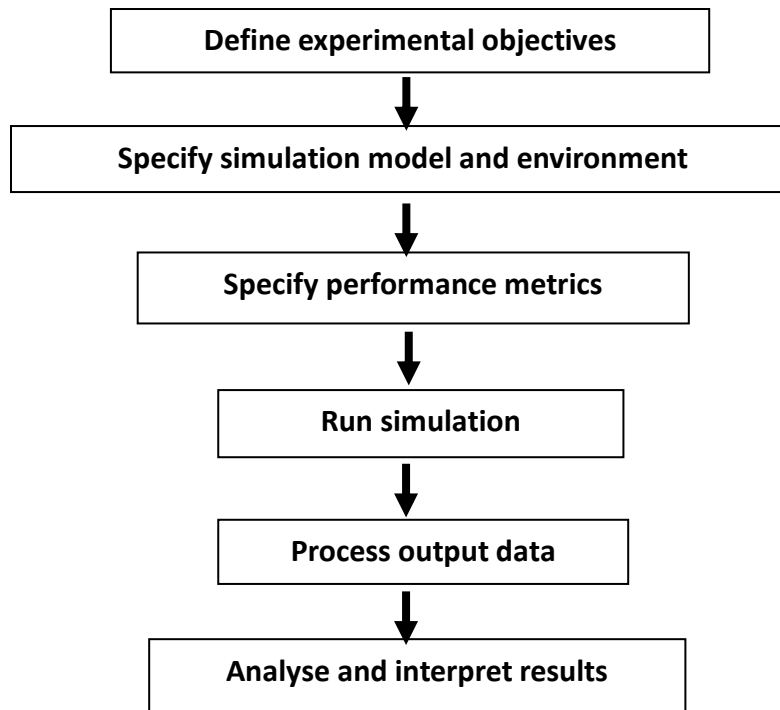 Define experimental objectives
Specify simulation model and environment
Specify performance metrics
Run simulation
Process output data
Analyse and interpret results